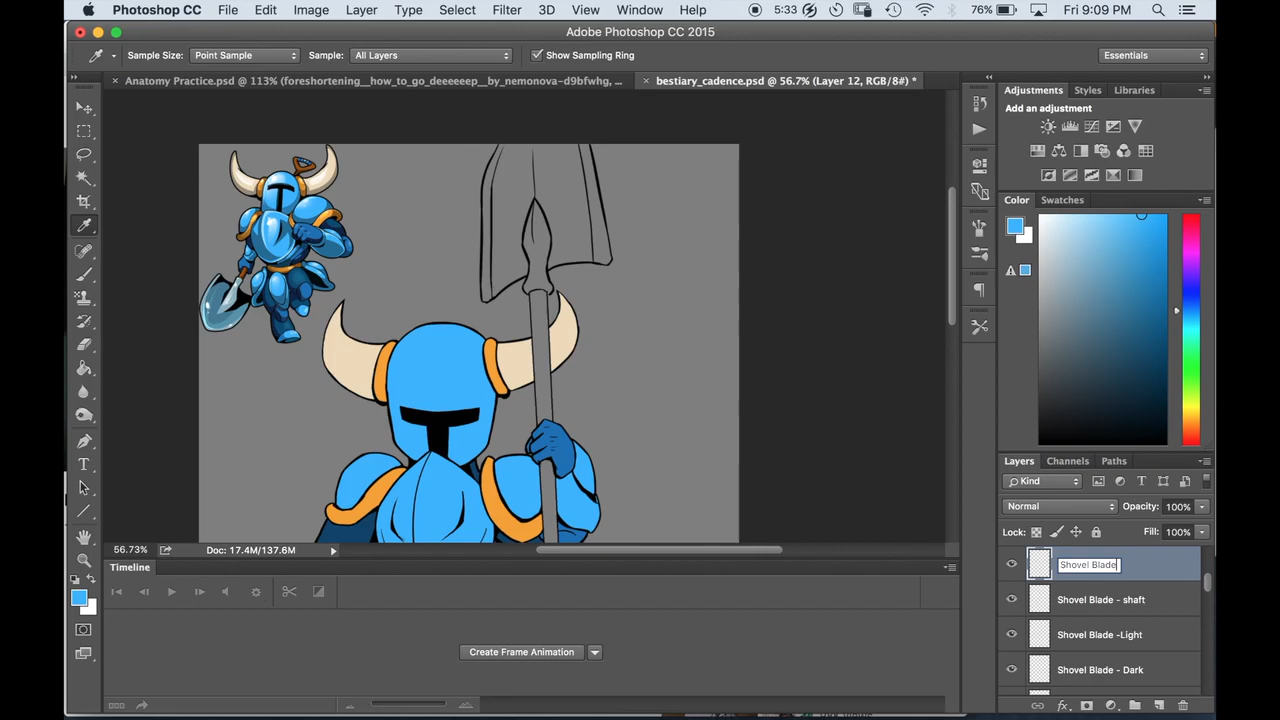 Photoshop CC File Edit Image Layer Type Select Filter 3D View Window Help 5:33 76% Fri 9:09 PM
Adobe Photoshop CC 2015
Sample Size: Point Sample Sample: All Layers Show Sampling Ring Essentials
Anatomy Practice.psd @ 113% (foreshortening__how_to_go_deeeeeep__by_nemonova-d9bfwhg, ... bestiary_cadence.psd @ 56.7% (Layer 12, RGB/8#) *
Adjustments Styles Libraries
Add an adjustment
Color Swatches
Layers Channels Paths
Kind
Normal Opacity: 100%
Lock: Fill: 100%
Shovel Blade
Shovel Blade - shaft
Shovel Blade -Light
Shovel Blade - Dark
56.73% Doc: 17.4M/137.6M
Timeline
Create Frame Animation